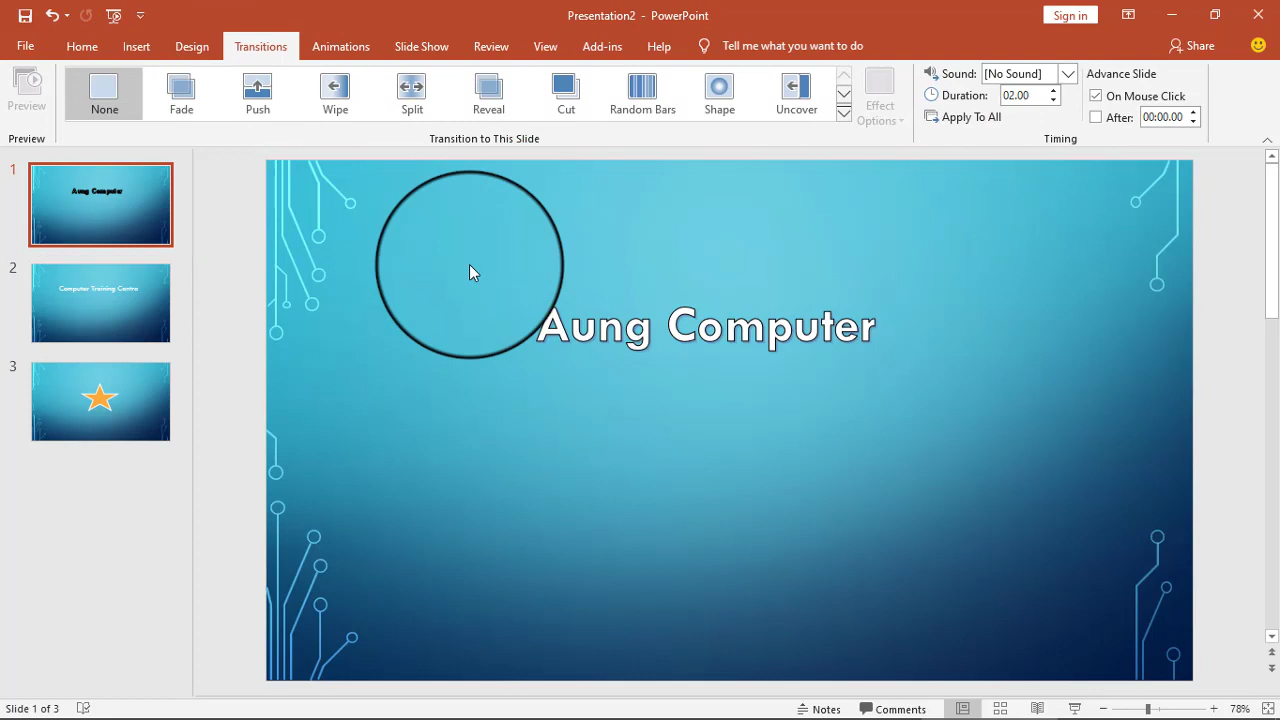 Presentation2 - PowerPoint
Sign in
File
Home
Insert
Design
Transitions
Animations
Slide Show
Review
View
Add-ins
Help
Tell me what you want to do
Share
Preview
None
Fade
Push
Wipe
Split
Reveal
Cut
Random Bars
Shape
Uncover
Effect
Options
Sound: [No Sound]
Duration: 02.00
Apply To All
Advance Slide
On Mouse Click
After: 00:00.00
Preview
Transition to This Slide
Timing
1
Aung Computer
2
Computer Training Centre
3
Aung Computer
Slide 1 of 3
Notes
Comments
78%